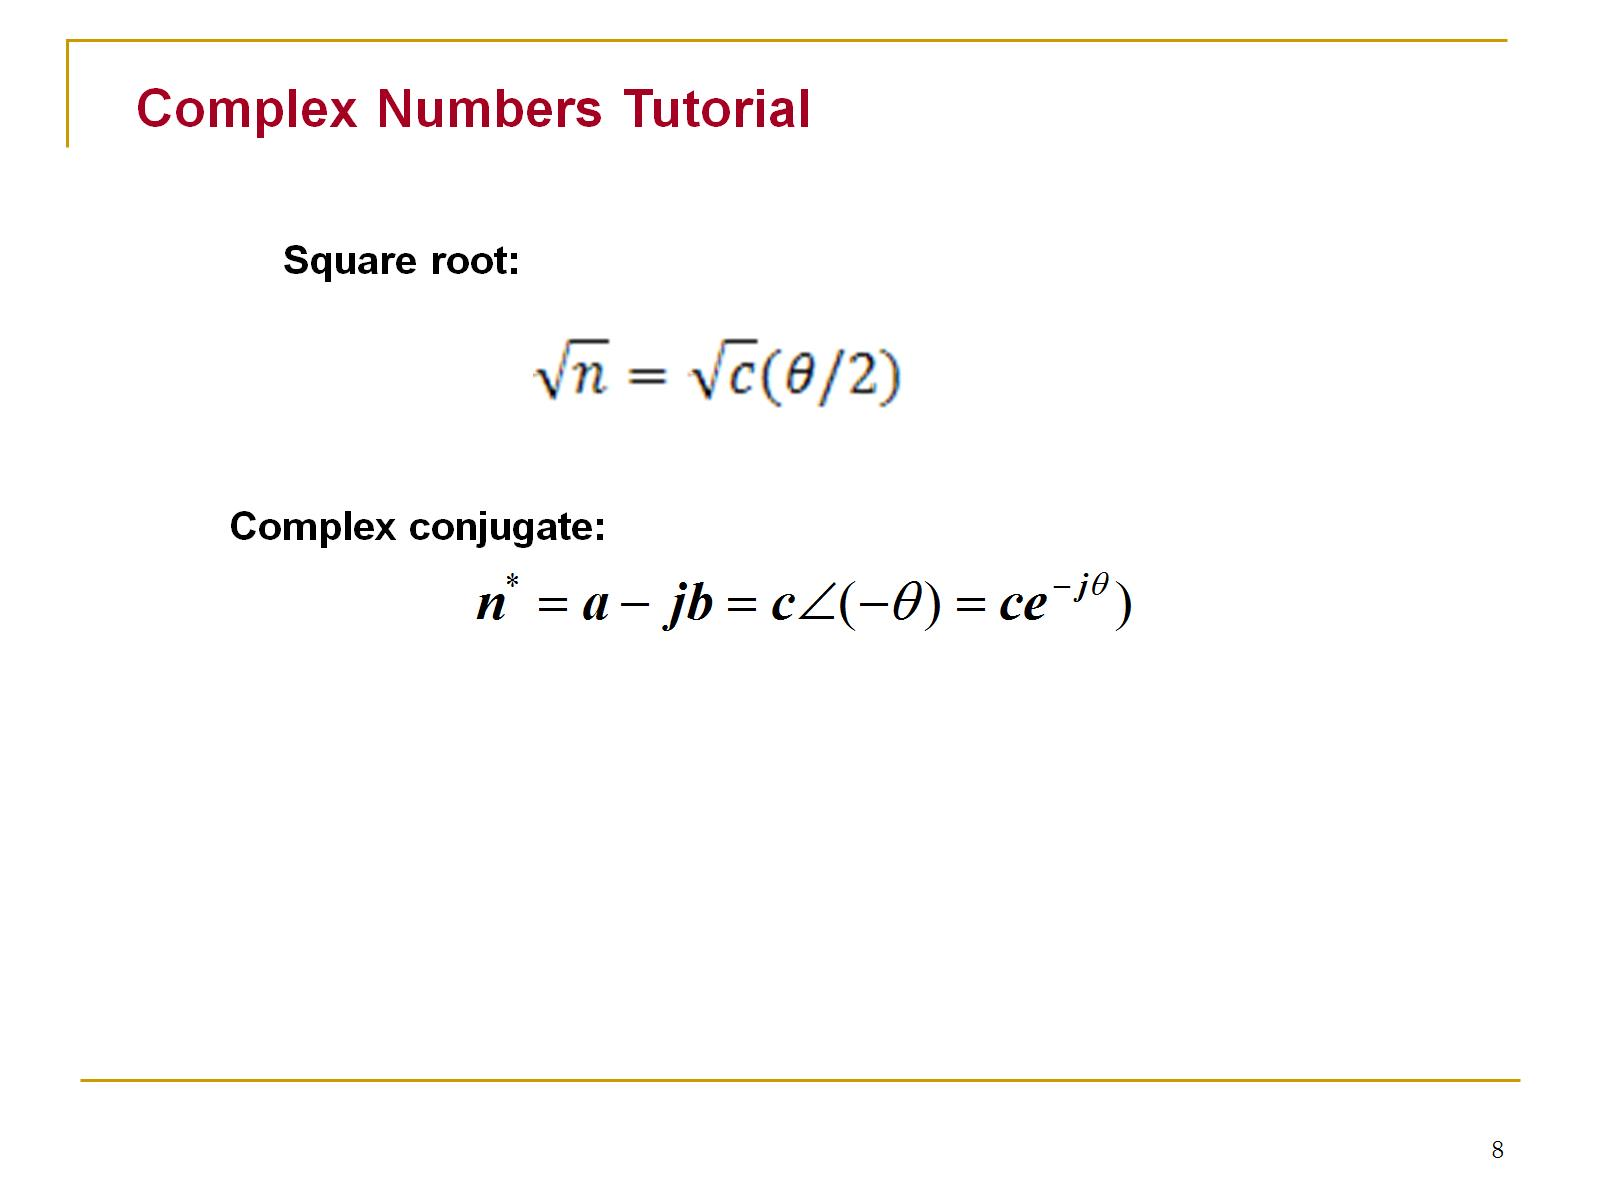 Complex Numbers Tutorial
Square root:
√n = √c(θ/2)
Complex conjugate:
n* = a − jb = c∠(−θ) = ce^{−jθ})
8